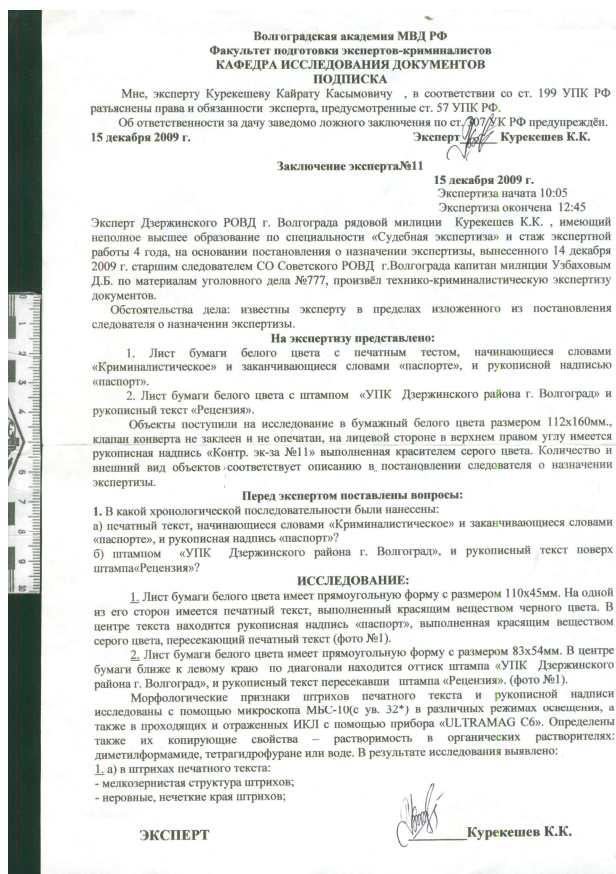 Волгоградская академия МВД РФ
Факультет подготовки экспертов-криминалистов
КАФЕДРА ИССЛЕДОВАНИЯ ДОКУМЕНТОВ
ПОДПИСКА
Мне, эксперту Курекешеву Кайрату Касымовичу , в соответствии со ст. 199 УПК РФ
разъяснены права и обязанности эксперта, предусмотренные ст. 57 УПК РФ.
Об ответственности за дачу заведомо ложного заключения по ст. 307 УК РФ предупреждён.
15 декабря 2009 г. Эксперт Курекешев К.К.
Заключение эксперта№11
15 декабря 2009 г.
Экспертиза начата 10:05
Экспертиза окончена 12:45
Эксперт Дзержинского РОВД г. Волгограда рядовой милиции Курекешев К.К. , имеющий
неполное высшее образование по специальности «Судебная экспертиза» и стаж экспертной
работы 4 года, на основании постановления о назначении экспертизы, вынесенного 14 декабря
2009 г. старшим следователем СО Советского РОВД г.Волгограда капитан милиции Узбаховым
Д.Б. по материалам уголовного дела №777, произвёл технико-криминалистическую экспертизу
документов.
Обстоятельства дела: известны эксперту в пределах изложенного из постановления
следователя о назначении экспертизы.
На экспертизу представлено:
1. Лист бумаги белого цвета с печатным тестом, начинающиеся словами
«Криминалистическое» и заканчивающиеся словами «паспорте», и рукописной надписью
«паспорт».
2. Лист бумаги белого цвета с штампом «УПК Дзержинского района г. Волгоград» и
рукописный текст «Рецензия».
Объекты поступили на исследование в бумажный белого цвета размером 112х160мм.,
клапан конверта не заклеен и не опечатан, на лицевой стороне в верхнем правом углу имеется
рукописная надпись «Контр. эк-за №11» выполненная красителем серого цвета. Количество и
внешний вид объектов соответствует описанию в постановлении следователя о назначении
экспертизы.
Перед экспертом поставлены вопросы:
1. В какой хронологической последовательности были нанесены:
а) печатный текст, начинающиеся словами «Криминалистическое» и заканчивающиеся словами
«паспорте», и рукописная надпись «паспорт»?
б) штампом «УПК Дзержинского района г. Волгоград», и рукописный текст поверх
штампа«Рецензия»?
ИССЛЕДОВАНИЕ:
1. Лист бумаги белого цвета имеет прямоугольную форму с размером 110х45мм. На одной
из его сторон имеется печатный текст, выполненный красящим веществом черного цвета. В
центре текста находится рукописная надпись «паспорт», выполненная красящим веществом
серого цвета, пересекающий печатный текст (фото №1).
2. Лист бумаги белого цвета имеет прямоугольную форму с размером 83х54мм. В центре
бумаги ближе к левому краю по диагонали находится оттиск штампа «УПК Дзержинского
района г. Волгоград», и рукописный текст пересекавши штампа «Рецензия». (фото №1).
Морфологические признаки штрихов печатного текста и рукописной надписи
исследованы с помощью микроскопа МБС-10(с ув. 32*) в различных режимах освещения, а
также в проходящих и отраженных ИКЛ с помощью прибора «ULTRAMAG C6». Определены
также их копирующие свойства – растворимость в органических растворителях:
диметилформамиде, тетрагидрофуране или воде. В результате исследования выявлено:
1. а) в штрихах печатного текста:
- мелкозернистая структура штрихов;
- неровные, нечеткие края штрихов;
ЭКСПЕРТ Курекешев К.К.
0 1 2 3 4 5 6 7 8 9 10